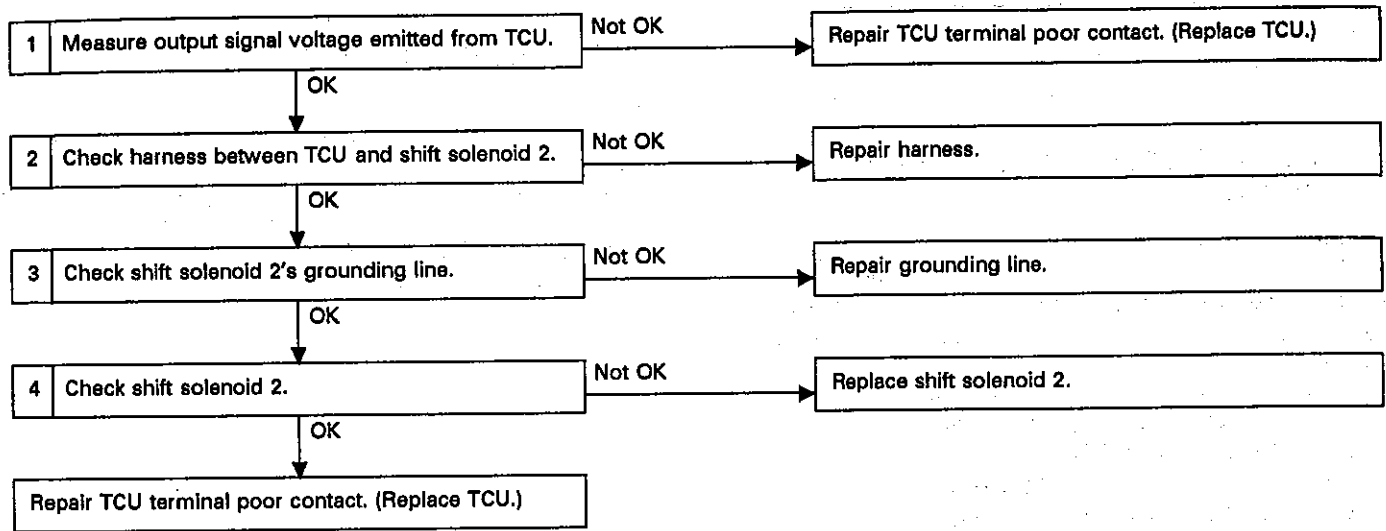 1 Measure output signal voltage emitted from TCU.
Not OK
Repair TCU terminal poor contact. (Replace TCU.)
OK
2 Check harness between TCU and shift solenoid 2.
Not OK
Repair harness.
OK
3 Check shift solenoid 2's grounding line.
Not OK
Repair grounding line.
OK
4 Check shift solenoid 2.
Not OK
Replace shift solenoid 2.
OK
Repair TCU terminal poor contact. (Replace TCU.)